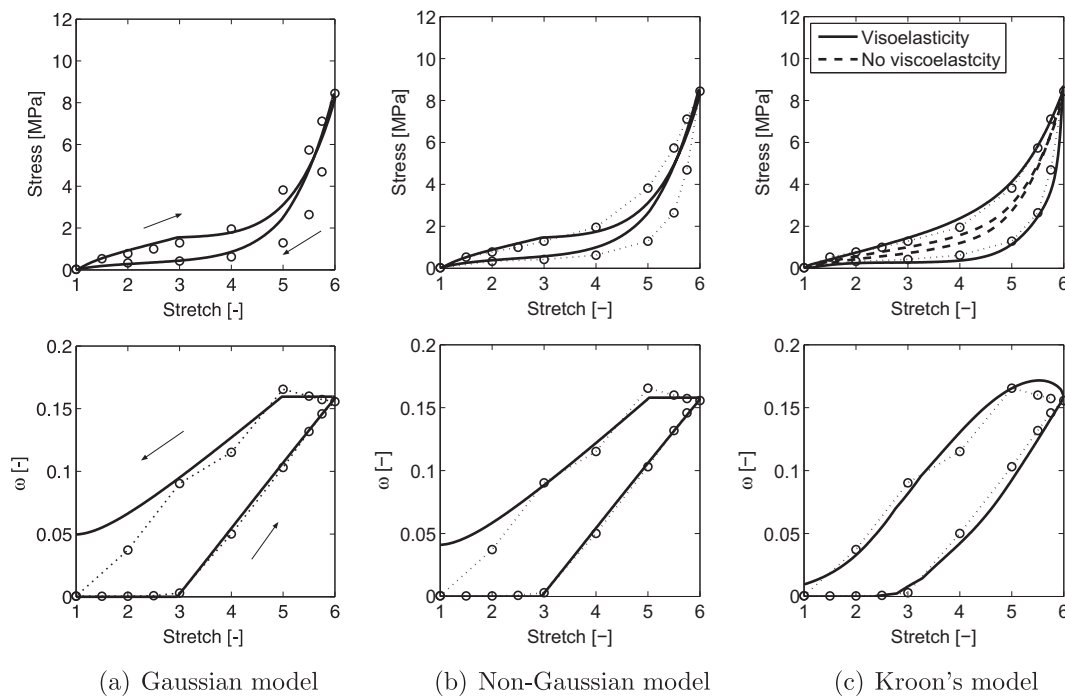 12
10
8
6
4
2
0
Stress [MPa]
1 2 3 4 5 6
Stretch [-]
12
10
8
6
4
2
0
Stress [MPa]
1 2 3 4 5 6
Stretch [−]
Visoelasticity
No viscoelastcity
12
10
8
6
4
2
0
Stress [MPa]
1 2 3 4 5 6
Stretch [−]
0.2
0.15
0.1
0.05
0
ω [-]
1 2 3 4 5 6
Stretch [-]
0.2
0.15
0.1
0.05
0
ω [−]
1 2 3 4 5 6
Stretch [−]
0.2
0.15
0.1
0.05
0
ω [−]
1 2 3 4 5 6
Stretch [−]
(a) Gaussian model
(b) Non-Gaussian model
(c) Kroon's model